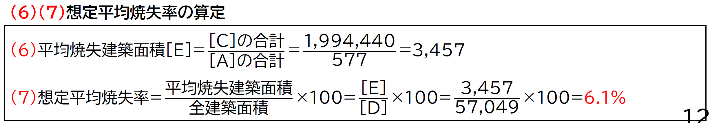 (6)(7)想定平均焼失率の算定
(6)平均焼失建築面積[E]=[C]の合計/[A]の合計=1,994,440/577=3,457
(7)想定平均焼失率=平均焼失建築面積/全建築面積×100=[E]/[D]×100=3,457/57,049×100=6.1%
12